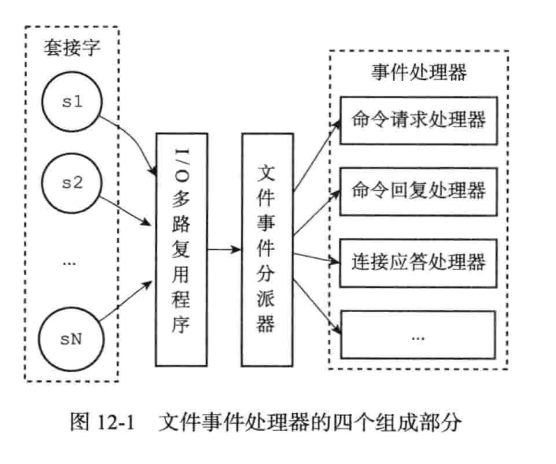 套接字
s1
s2
...
sN
I/O多路复用程序
文件事件分派器
事件处理器
命令请求处理器
命令回复处理器
连接应答处理器
...
图 12-1 文件事件处理器的四个组成部分